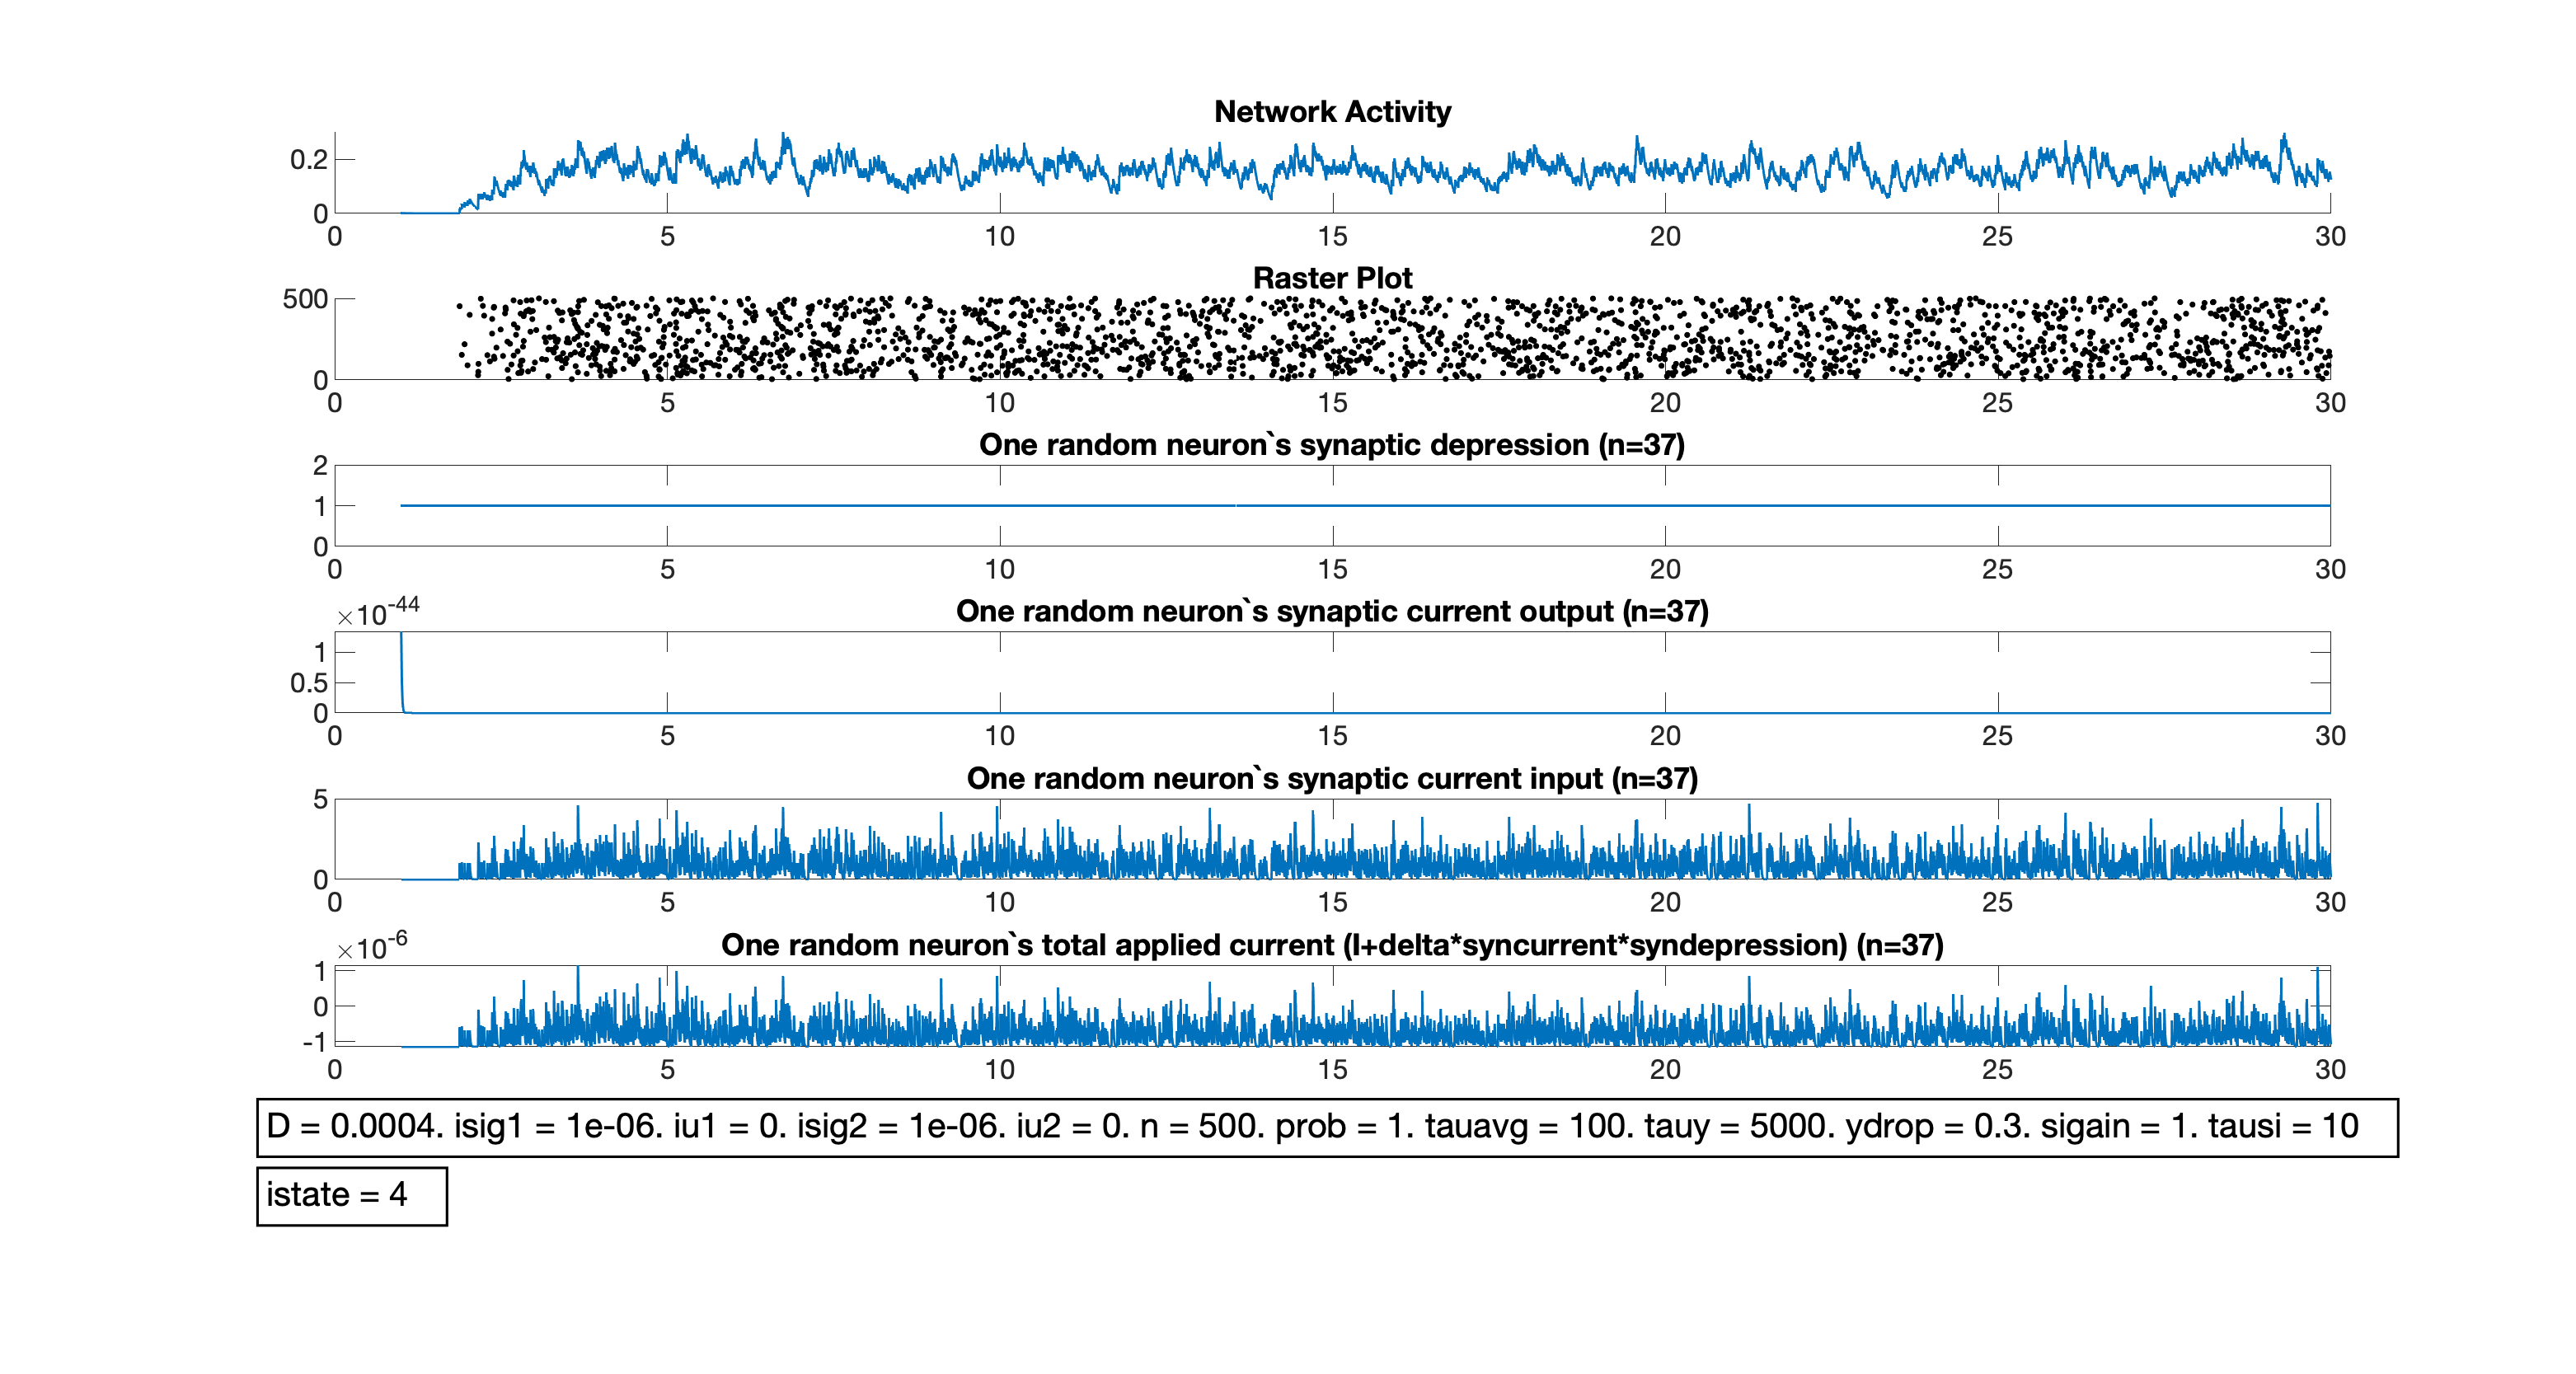 Network Activity
0.2
0
0 5 10 15 20 25 30
Raster Plot
500
0
0 5 10 15 20 25 30
One random neuron`s synaptic depression (n=37)
2
1
0
0 5 10 15 20 25 30
×10-44
One random neuron`s synaptic current output (n=37)
1
0.5
0
0 5 10 15 20 25 30
One random neuron`s synaptic current input (n=37)
5
0
0 5 10 15 20 25 30
×10-6
One random neuron`s total applied current (I+delta*syncurrent*syndepression) (n=37)
1
0
-1
0 5 10 15 20 25 30
D = 0.0004. isig1 = 1e-06. iu1 = 0. isig2 = 1e-06. iu2 = 0. n = 500. prob = 1. tauavg = 100. tauy = 5000. ydrop = 0.3. sigain = 1. tausi = 10
istate = 4